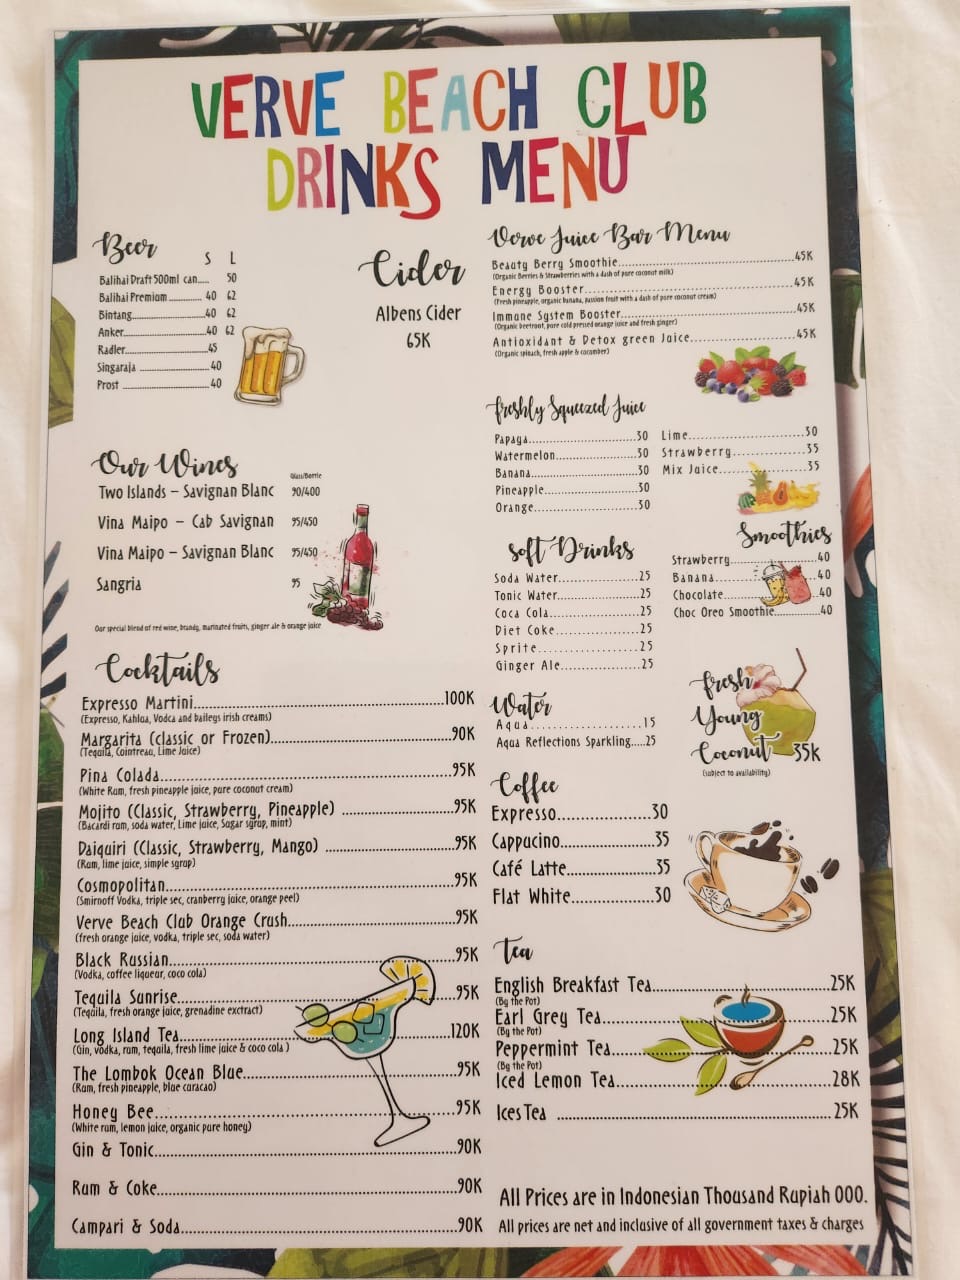 VERVE BEACH CLUB
DRINKS MENU
Beer
S L
Balihai Draft 500ml can..... 50
Balihai Premium .............. 40 62
Bintang..............................40 62
Anker.................................40 62
Radler.................................45
Singaraja ............................40
Prost ...................................40
Cider
Albens Cider
65K
Our Wines
Glass/Bottle
Two Islands – Savignan Blanc 90/400
Vina Maipo – Cab Savignan 95/450
Vina Maipo – Savignan Blanc 95/450
Sangria 95
Our special blend of red wine, brandy, marinated fruits, ginger ale & orange juice
Cocktails
Expresso Martini..................................................100K
(Expresso, Kahlua, Vodca and baileys irish creams)
Margarita (classic or Frozen)....................................90K
(Tequila, Cointreau, Lime Juice)
Pina Colada..........................................................95K
(White Rum, fresh pineapple juice, pure coconut cream)
Mojito (Classic, Strawberry, Pineapple) ......................95K
(Bacardi rum, soda water, Lime juice, Sugar syrup, mint)
Daiquiri (Classic, Strawberry, Mango) .........................95K
(Rum, lime juice, simple syrup)
Cosmopolitan.........................................................95K
(Smirnoff Vodka, triple sec, cranberry juice, orange peel)
Verve Beach Club Orange Crush.................................95K
(fresh orange juice, vodka, triple sec, soda water)
Black Russian........................................................95K
(Vodka, coffee liqueur, coco cola)
Tequila Sunrise......................................................95K
(Tequila, fresh orange juice, grenadine exctract)
Long Island Tea.....................................................120K
(Gin, vodka, rum, tequila, fresh lime juice & coco cola )
The Lombok Ocean Blue............................................95K
(Rum, fresh pineapple, blue curacao)
Honey Bee............................................................95K
(White rum, lemon juice, organic pure honey)
Gin & Tonic...........................................................90K
Rum & Coke...........................................................90K
Campari & Soda......................................................90K
Verve Juice Bar Menu
Beauty Berry Smoothie............................................45K
(Organic Berries & Strawberries with a dash of pure coconut milk)
Energy Booster......................................................45K
(Fresh pineapple, organic banana, passion fruit with a dash of pure coconut cream)
Immune System Booster...........................................45K
(Organic beetroot, pure cold pressed orange juice and fresh ginger)
Antioxidant & Detox green Juice................................45K
(Organic spinach, fresh apple & cucumber)
freshly Squeezed Juice
Papaya............................30
Watermelon.......................30
Banana............................30
Pineapple.........................30
Orange............................30
Lime...............................30
Strawberry.......................35
Mix Juice.........................35
Soft Drinks
Soda Water.......................25
Tonic Water......................25
Coca Cola........................25
Diet Coke........................25
Sprite.............................25
Ginger Ale........................25
Smoothies
Strawberry.......................40
Banana............................40
Chocolate.........................40
Choc Oreo Smoothie............40
Water
Aqua...............................15
Aqua Reflections Sparkling.....25
fresh
Young
Coconut 35K
(subject to availability)
Coffee
Expresso..........................30
Cappucino........................35
Café Latte........................35
Flat White........................30
Tea
English Breakfast Tea............................................25K
(By the Pot)
Earl Grey Tea.......................................................25K
(By the Pot)
Peppermint Tea.....................................................25K
(By the Pot)
Iced Lemon Tea.....................................................28K
Ices Tea ..............................................................25K
All Prices are in Indonesian Thousand Rupiah 000.
All prices are net and inclusive of all government taxes & charges